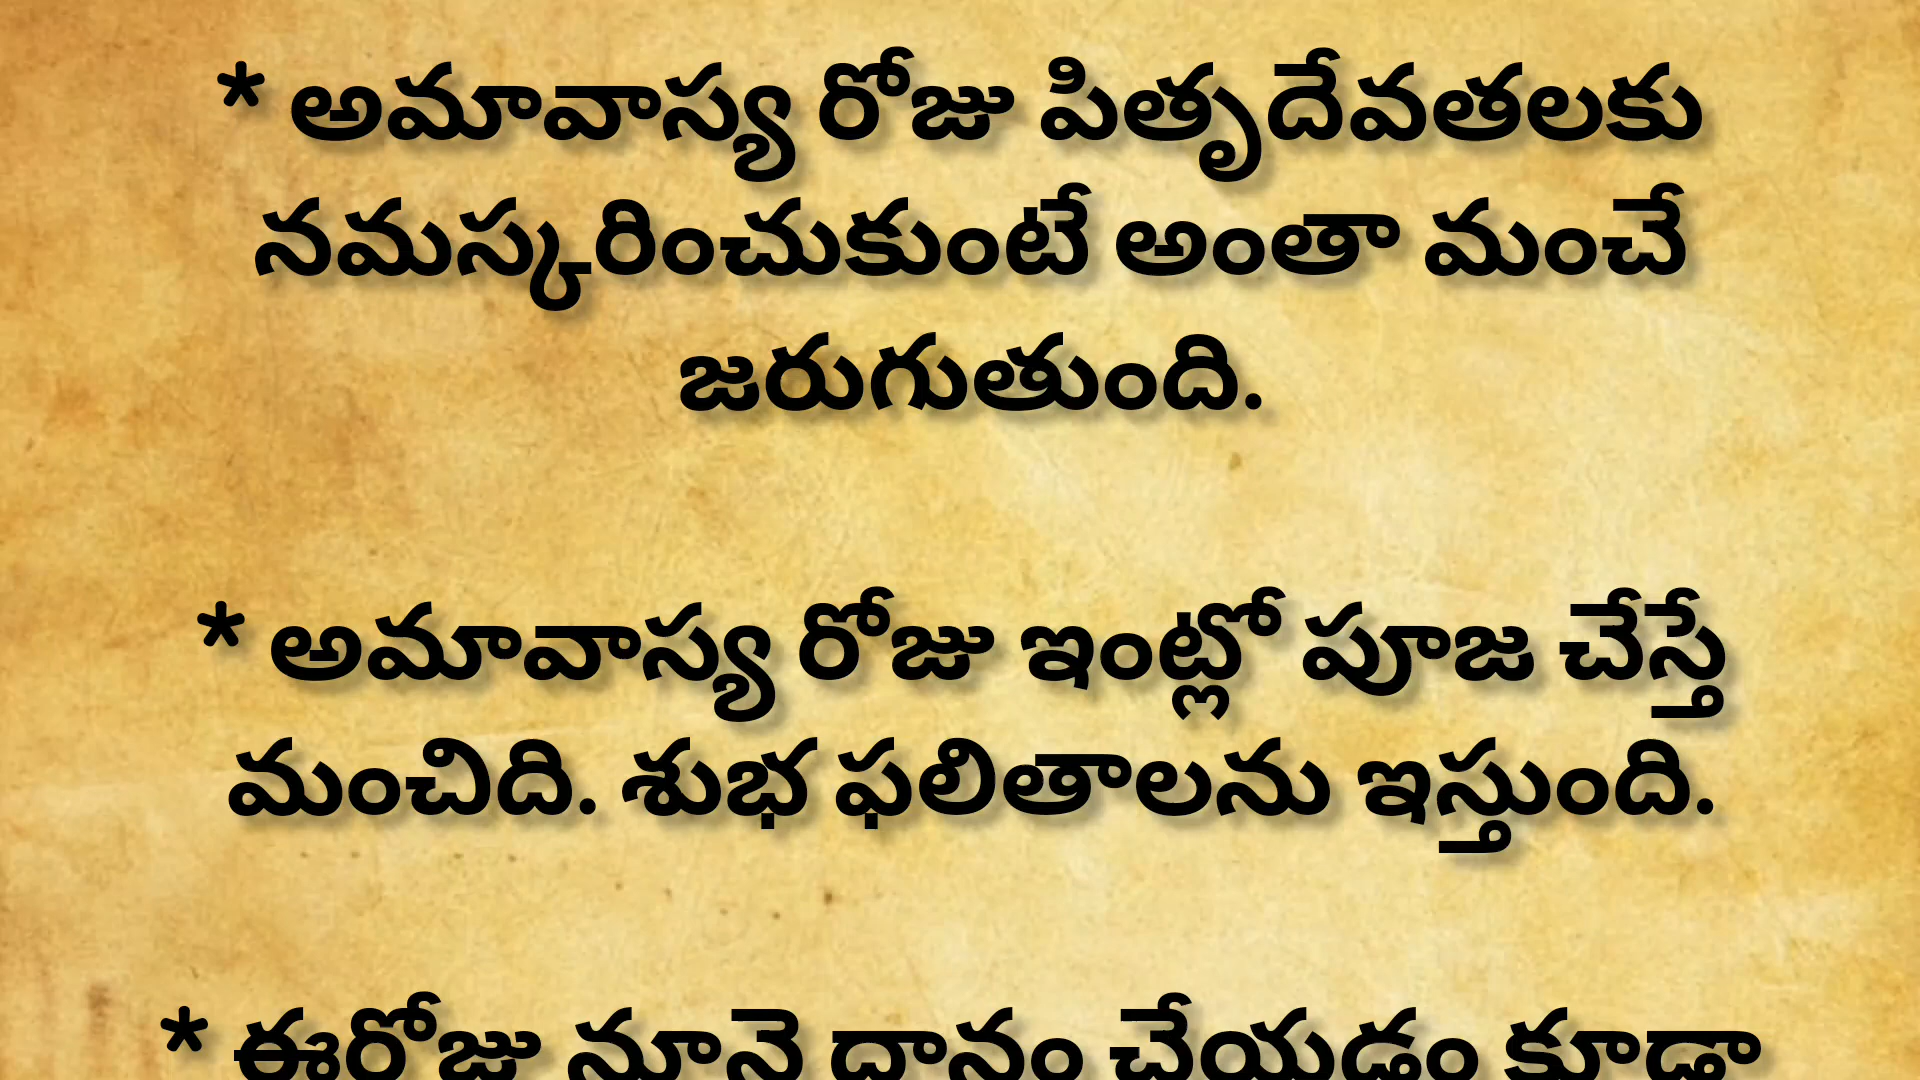 * అమావాస్య రోజు పితృదేవతలకు
నమస్కరించుకుంటే అంతా మంచే
జరుగుతుంది.
* అమావాస్య రోజు ఇంట్లో పూజ చేస్తే
మంచిది. శుభ ఫలితాలను ఇస్తుంది.
* ఈరోజు నూనె దానం చేయడం కూడా